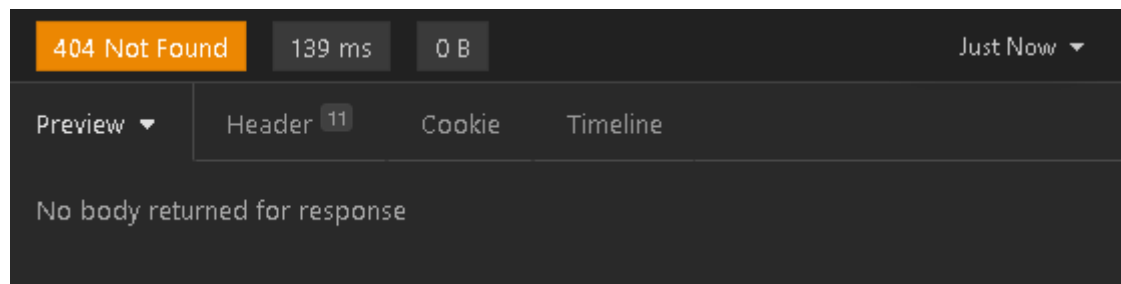 404 Not Found 139 ms 0 B Just Now
Preview Header 11 Cookie Timeline
No body returned for response